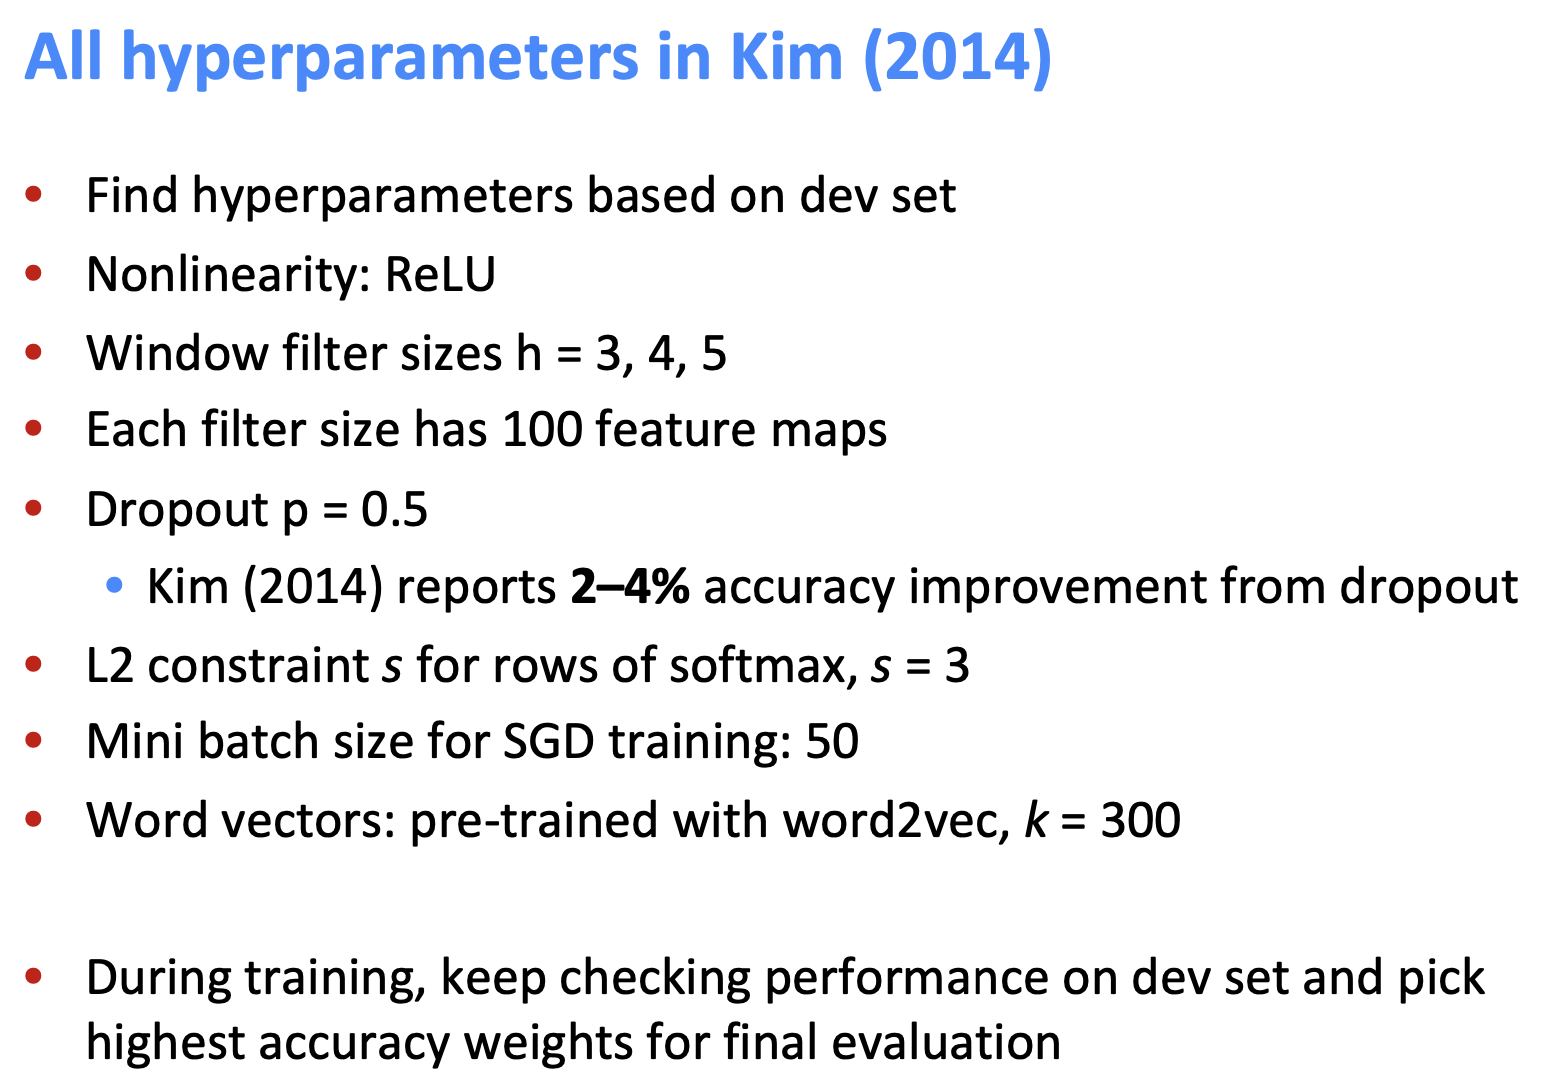 All hyperparameters in Kim (2014)
• Find hyperparameters based on dev set
• Nonlinearity: ReLU
• Window filter sizes h = 3, 4, 5
• Each filter size has 100 feature maps
• Dropout p = 0.5
• Kim (2014) reports 2–4% accuracy improvement from dropout
• L2 constraint s for rows of softmax, s = 3
• Mini batch size for SGD training: 50
• Word vectors: pre-trained with word2vec, k = 300
• During training, keep checking performance on dev set and pick
highest accuracy weights for final evaluation